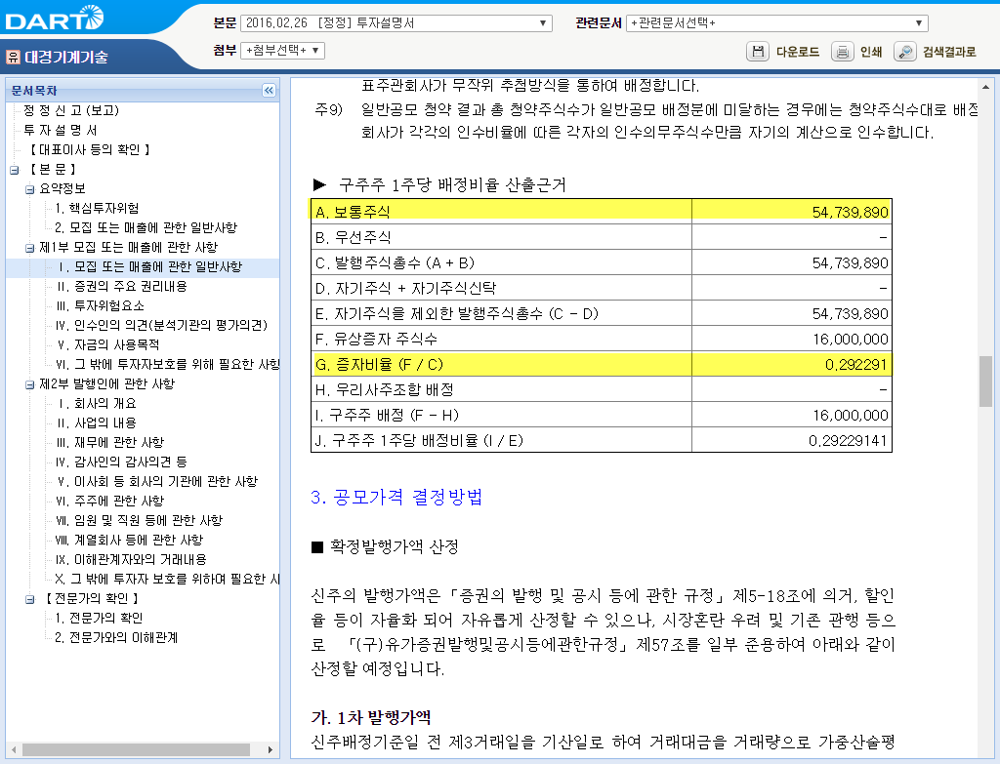 DART
본문 2016.02.26 [정정] 투자설명서
관련문서 +관련문서선택+
첨부 +첨부선택+
다운로드 인쇄 검색결과로
유 대경기계기술
문서목차
정 정 신 고 (보고)
투 자 설 명 서
【 대표이사 등의 확인 】
【 본 문 】
요약정보
1. 핵심투자위험
2. 모집 또는 매출에 관한 일반사항
제1부 모집 또는 매출에 관한 사항
I. 모집 또는 매출에 관한 일반사항
II. 증권의 주요 권리내용
III. 투자위험요소
IV. 인수인의 의견(분석기관의 평가의견)
V. 자금의 사용목적
VI. 그 밖에 투자자보호를 위해 필요한 사항
제2부 발행인에 관한 사항
I. 회사의 개요
II. 사업의 내용
III. 재무에 관한 사항
IV. 감사인의 감사의견 등
V. 이사회 등 회사의 기관에 관한 사항
VI. 주주에 관한 사항
VII. 임원 및 직원 등에 관한 사항
VIII. 계열회사 등에 관한 사항
IX. 이해관계자와의 거래내용
X. 그 밖에 투자자 보호를 위하여 필요한 사
【 전문가의 확인 】
1. 전문가의 확인
2. 전문가와의 이해관계
표주관회사가 무작위 추첨방식을 통하여 배정합니다.
주9) 일반공모 청약 결과 총 청약주식수가 일반공모 배정분에 미달하는 경우에는 청약주식수대로 배정
회사가 각각의 인수비율에 따른 각자의 인수의무주식수만큼 자기의 계산으로 인수합니다.
▶ 구주주 1주당 배정비율 산출근거
A. 보통주식 54,739,890
B. 우선주식 –
C. 발행주식총수 (A + B) 54,739,890
D. 자기주식 + 자기주식신탁 –
E. 자기주식을 제외한 발행주식총수 (C – D) 54,739,890
F. 유상증자 주식수 16,000,000
G. 증자비율 (F / C) 0.292291
H. 우리사주조합 배정 –
I. 구주주 배정 (F – H) 16,000,000
J. 구주주 1주당 배정비율 (I / E) 0.29229141
3. 공모가격 결정방법
■ 확정발행가액 산정
신주의 발행가액은「증권의 발행 및 공시 등에 관한 규정」제5-18조에 의거, 할인
율 등이 자율화 되어 자유롭게 산정할 수 있으나, 시장혼란 우려 및 기존 관행 등으
로 「(구)유가증권발행및공시등에관한규정」제57조를 일부 준용하여 아래와 같이
산정할 예정입니다.
가. 1차 발행가액
신주배정기준일 전 제3거래일을 기산일로 하여 거래대금을 거래량으로 가중산술평